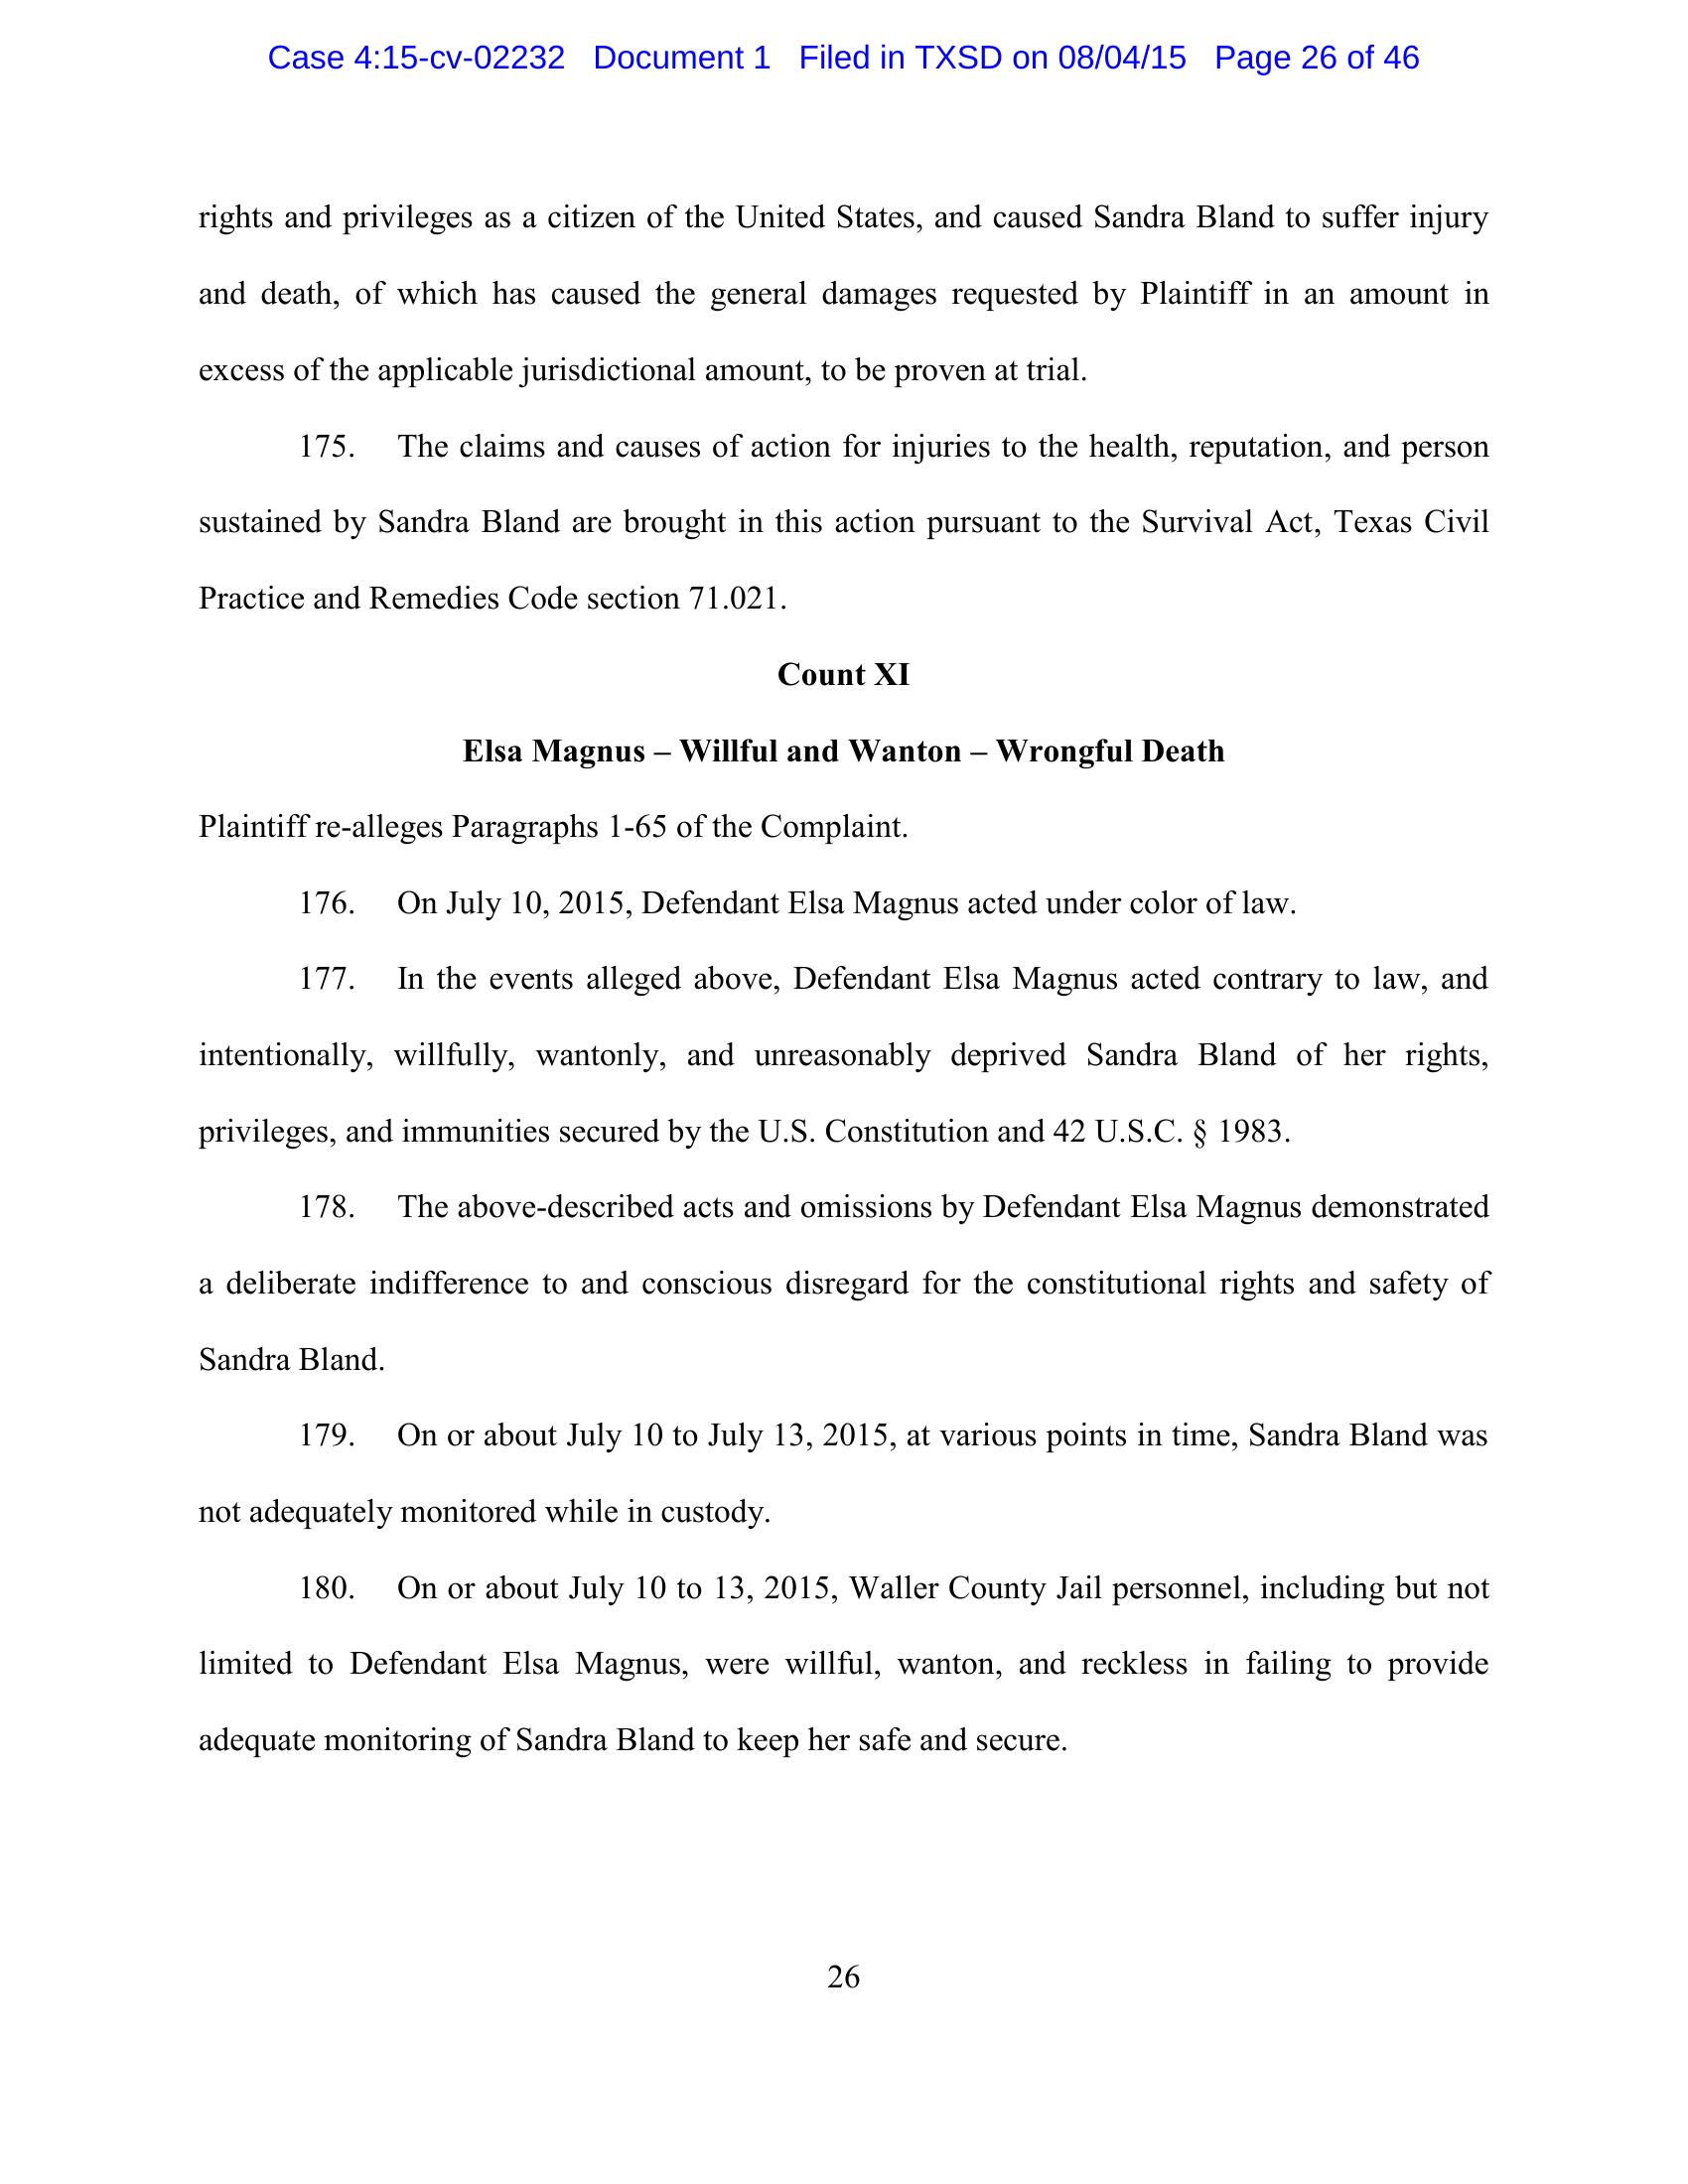 Case 4:15-cv-02232 Document 1 Filed in TXSD on 08/04/15 Page 26 of 46
rights and privileges as a citizen of the United States, and caused Sandra Bland to suffer injury
and death, of which has caused the general damages requested by Plaintiff in an amount in
excess of the applicable jurisdictional amount, to be proven at trial.
175. The claims and causes of action for injuries to the health, reputation, and person
sustained by Sandra Bland are brought in this action pursuant to the Survival Act, Texas Civil
Practice and Remedies Code section 71.021.
Count XI
Elsa Magnus – Willful and Wanton – Wrongful Death
Plaintiff re-alleges Paragraphs 1-65 of the Complaint.
176. On July 10, 2015, Defendant Elsa Magnus acted under color of law.
177. In the events alleged above, Defendant Elsa Magnus acted contrary to law, and
intentionally, willfully, wantonly, and unreasonably deprived Sandra Bland of her rights,
privileges, and immunities secured by the U.S. Constitution and 42 U.S.C. § 1983.
178. The above-described acts and omissions by Defendant Elsa Magnus demonstrated
a deliberate indifference to and conscious disregard for the constitutional rights and safety of
Sandra Bland.
179. On or about July 10 to July 13, 2015, at various points in time, Sandra Bland was
not adequately monitored while in custody.
180. On or about July 10 to 13, 2015, Waller County Jail personnel, including but not
limited to Defendant Elsa Magnus, were willful, wanton, and reckless in failing to provide
adequate monitoring of Sandra Bland to keep her safe and secure.
26